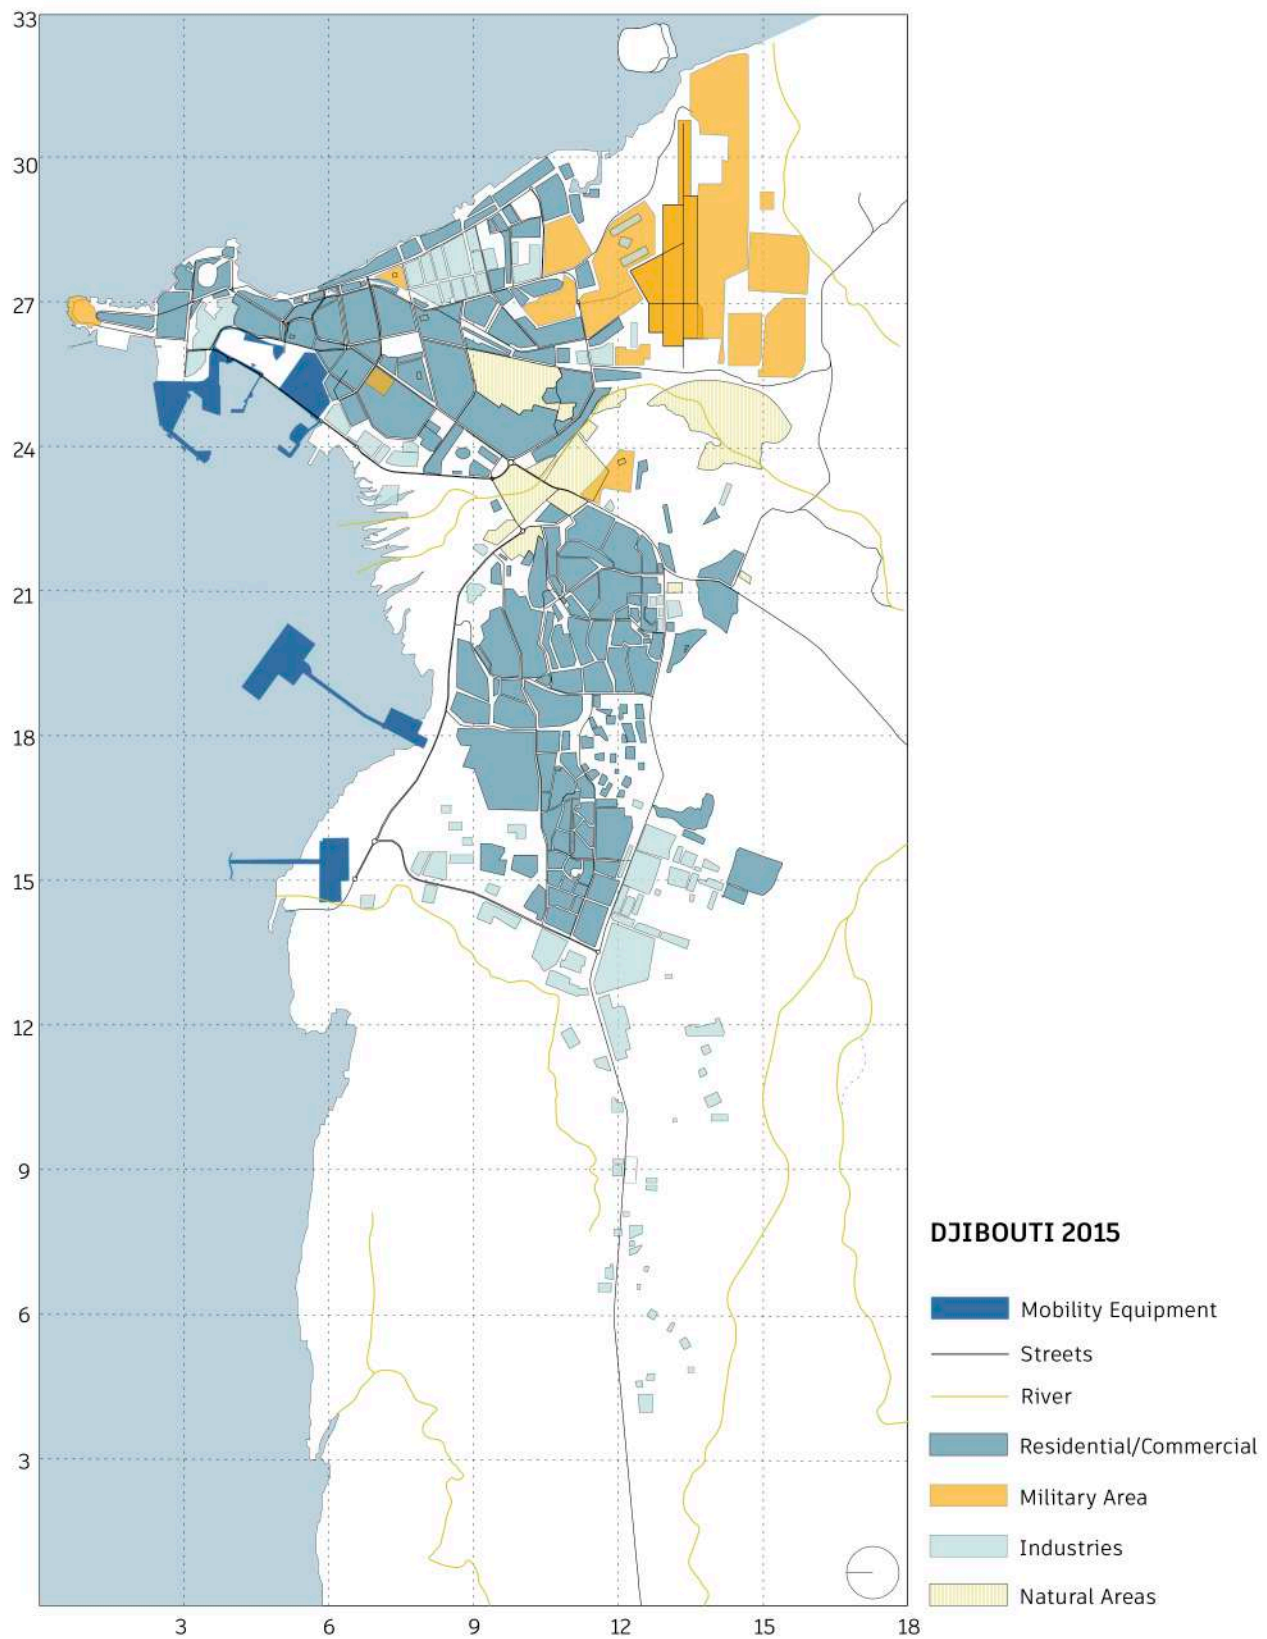 33
30
27
24
21
18
15
12
9
6
3
3 6 9 12 15 18
DJIBOUTI 2015
Mobility Equipment
Streets
River
Residential/Commercial
Military Area
Industries
Natural Areas